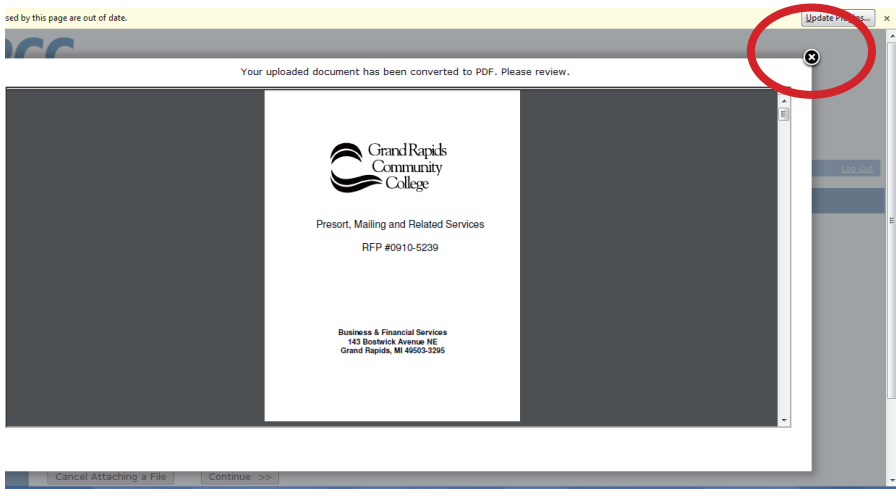 sed by this page are out of date.
Update Plugins... ×
Your uploaded document has been converted to PDF. Please review.
Grand Rapids
Community
College
Log Out
Presort, Mailing and Related Services
RFP #0910-5239
Business & Financial Services
143 Bostwick Avenue NE
Grand Rapids, MI 49503-3295
Cancel Attaching a File Continue >>